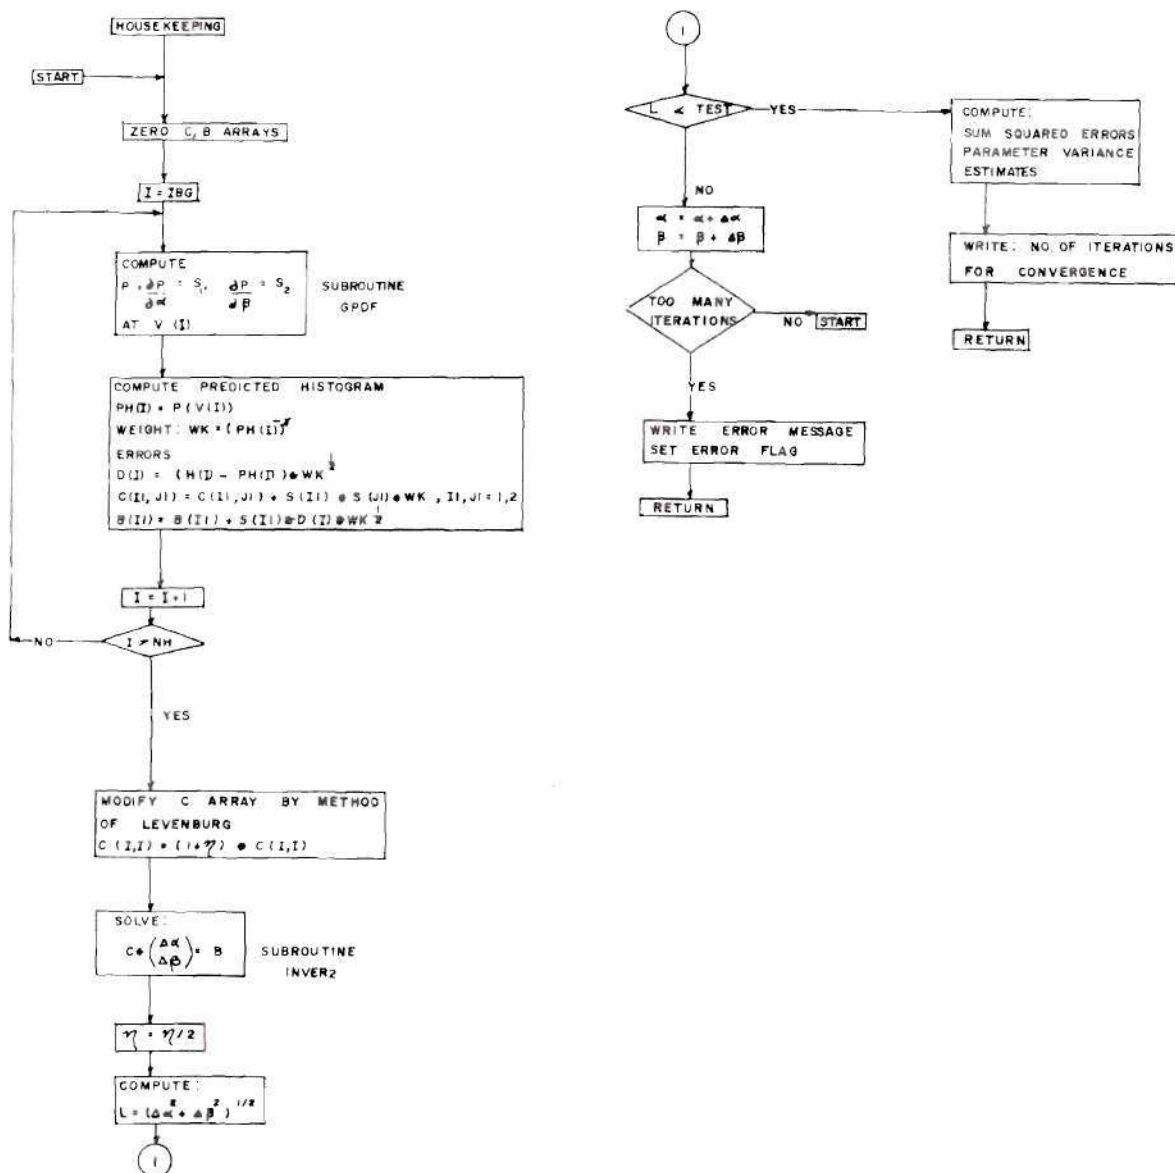 HOUSEKEEPING
START
ZERO C, B ARRAYS
I = IBG
COMPUTE
P, ∂P/∂α = S₁, ∂P/∂β = S₂
AT V(I)
SUBROUTINE
GPDF
COMPUTE PREDICTED HISTOGRAM
PH(I) = P(V(I))
WEIGHT: WK = (PH(I))
ERRORS
D(I) = (H(I) - PH(I)) * WK^½
C(I1, J1) = C(I1, J1) + S(I1) * S(J1) * WK, I1, J1 = 1,2
B(I1) = B(I1) + S(I1) * D(I) * WK^½
I = I+1
I > NH
NO
YES
MODIFY C ARRAY BY METHOD
OF LEVENBURG
C(I,I) = (1+η) * C(I,I)
SOLVE:
C * (Δα Δβ) = B
SUBROUTINE
INVER2
η = η/2
COMPUTE:
L = (Δα² + Δβ²)^1/2
1
1
L < TEST
YES
COMPUTE:
SUM SQUARED ERRORS
PARAMETER VARIANCE
ESTIMATES
NO
α = α + Δα
β = β + Δβ
WRITE: NO. OF ITERATIONS
FOR CONVERGENCE
RETURN
TOO MANY
ITERATIONS
NO
START
YES
WRITE ERROR MESSAGE
SET ERROR FLAG
RETURN